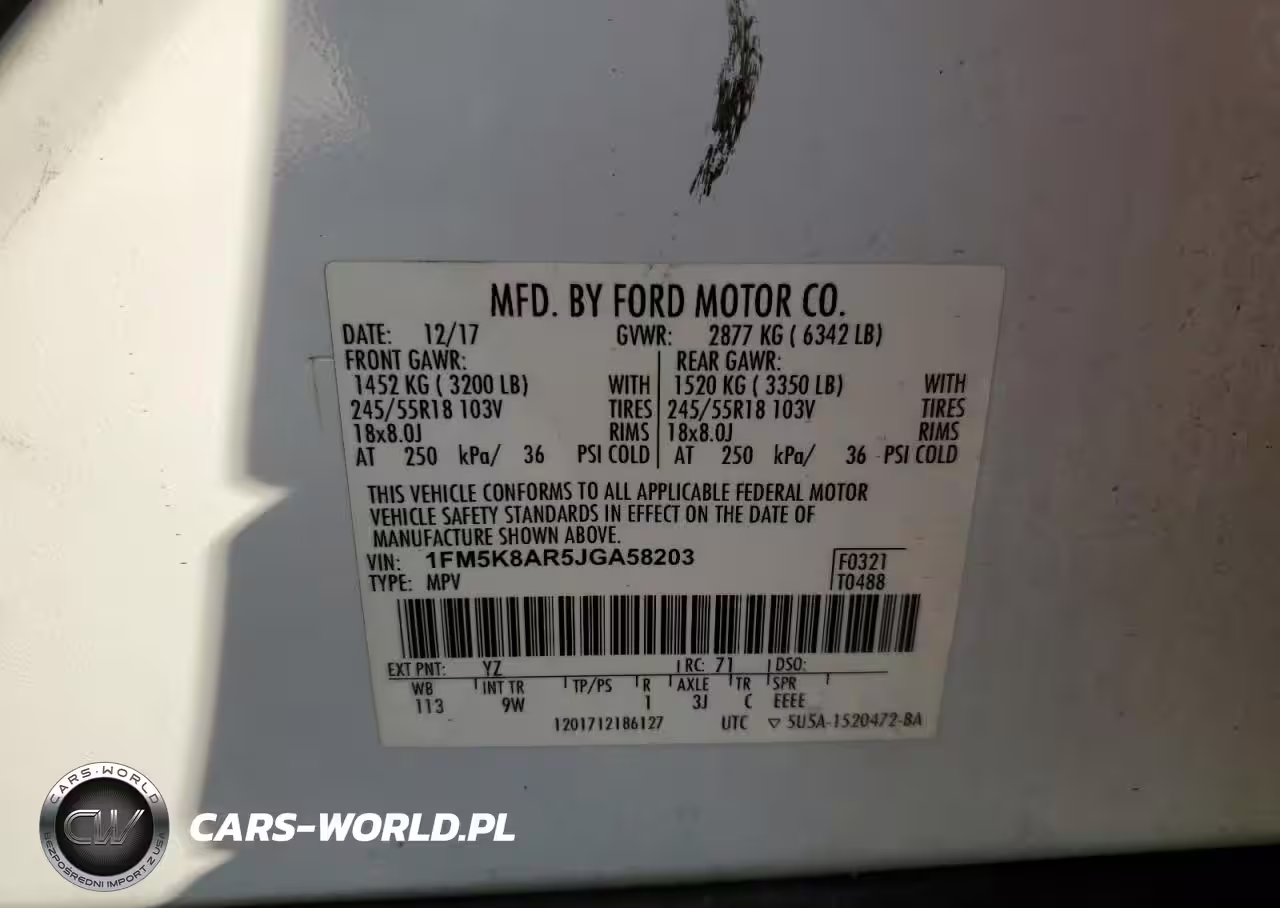 MFD. BY FORD MOTOR CO.
DATE: 12/17 GVWR: 2877 KG ( 6342 LB)
FRONT GAWR: REAR GAWR:
1452 KG ( 3200 LB) WITH 1520 KG ( 3350 LB) WITH
245/55R18 103V TIRES 245/55R18 103V TIRES
18x8.0J RIMS 18x8.0J RIMS
AT 250 kPa/ 36 PSI COLD AT 250 kPa/ 36 PSI COLD
THIS VEHICLE CONFORMS TO ALL APPLICABLE FEDERAL MOTOR
VEHICLE SAFETY STANDARDS IN EFFECT ON THE DATE OF
MANUFACTURE SHOWN ABOVE.
VIN: 1FM5K8AR5JGA58203 F0321
TYPE: MPV T0488
EXT PNT: YZ RC: 71 DSO:
WB INT TR TP/PS R AXLE TR SPR
113 9W 1 3J C EEEE
1201712186127 UTC ▽ 5U5A-1520472-BA
CARS-WORLD
CW
BEZPOŚREDNI IMPORT Z USA
CARS-WORLD.PL